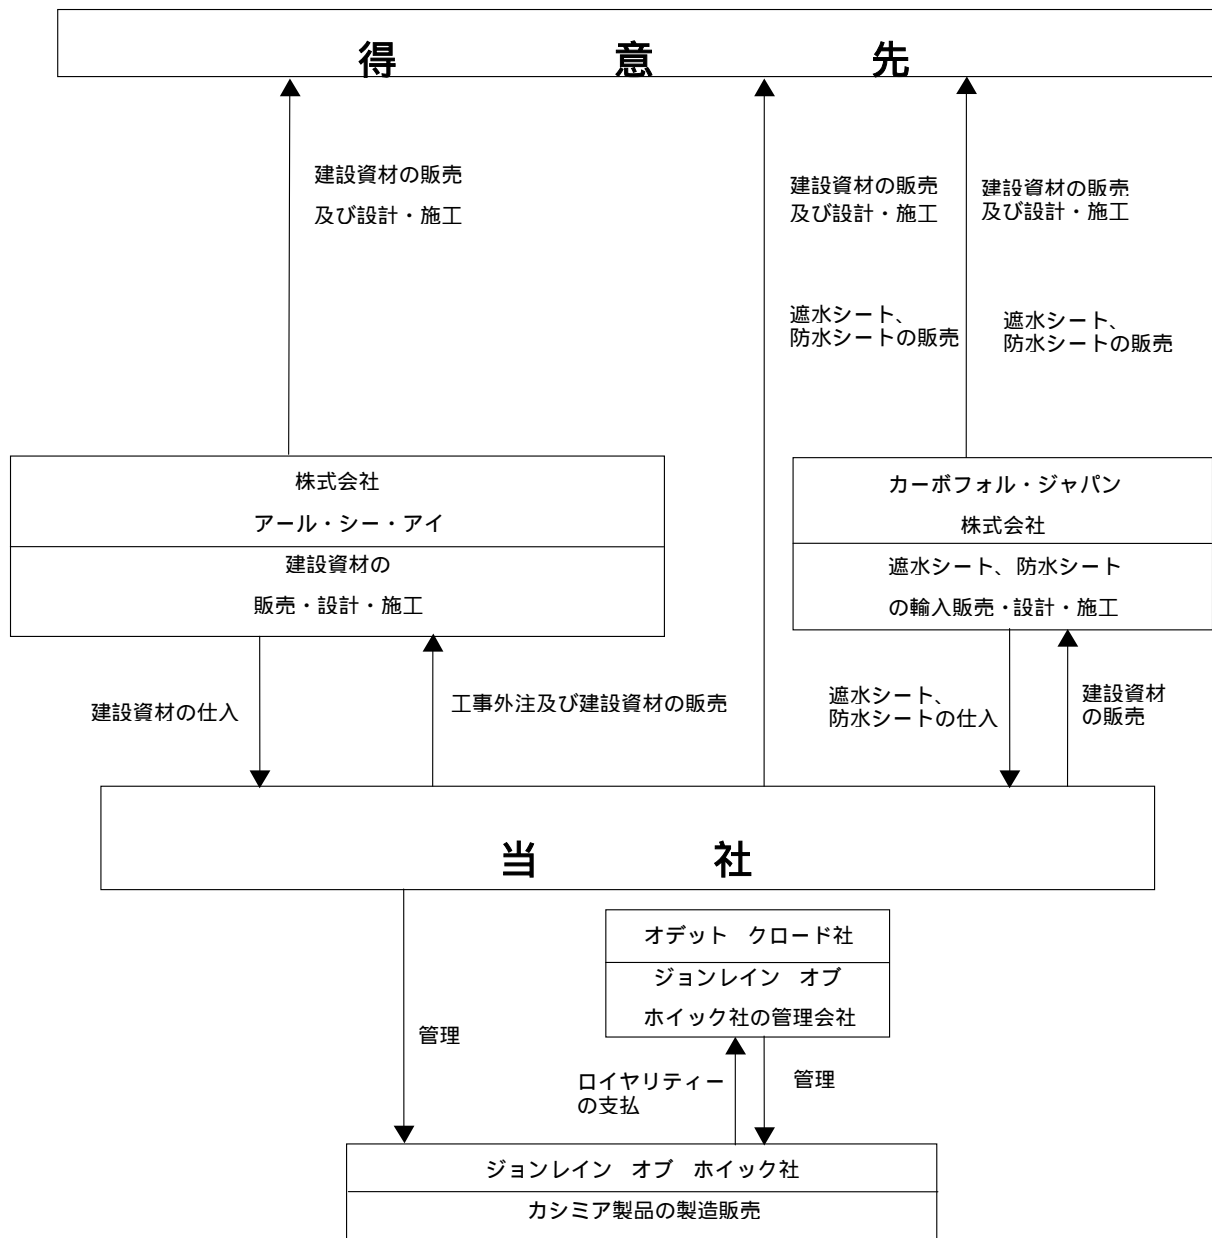 得 意 先
建設資材の販売
及び設計・施工
建設資材の販売
及び設計・施工
建設資材の販売
及び設計・施工
遮水シート、
防水シートの販売
遮水シート、
防水シートの販売
株式会社
アール・シー・アイ
建設資材の
販売・設計・施工
カーボフォル・ジャパン
株式会社
遮水シート、防水シート
の輸入販売・設計・施工
建設資材の仕入
工事外注及び建設資材の販売
遮水シート、
防水シートの仕入
建設資材
の販売
当 社
オデット クロード社
ジョンレイン オブ
ホイック社の管理会社
管理
ロイヤリティー
の支払
管理
ジョンレイン オブ ホイック社
カシミア製品の製造販売